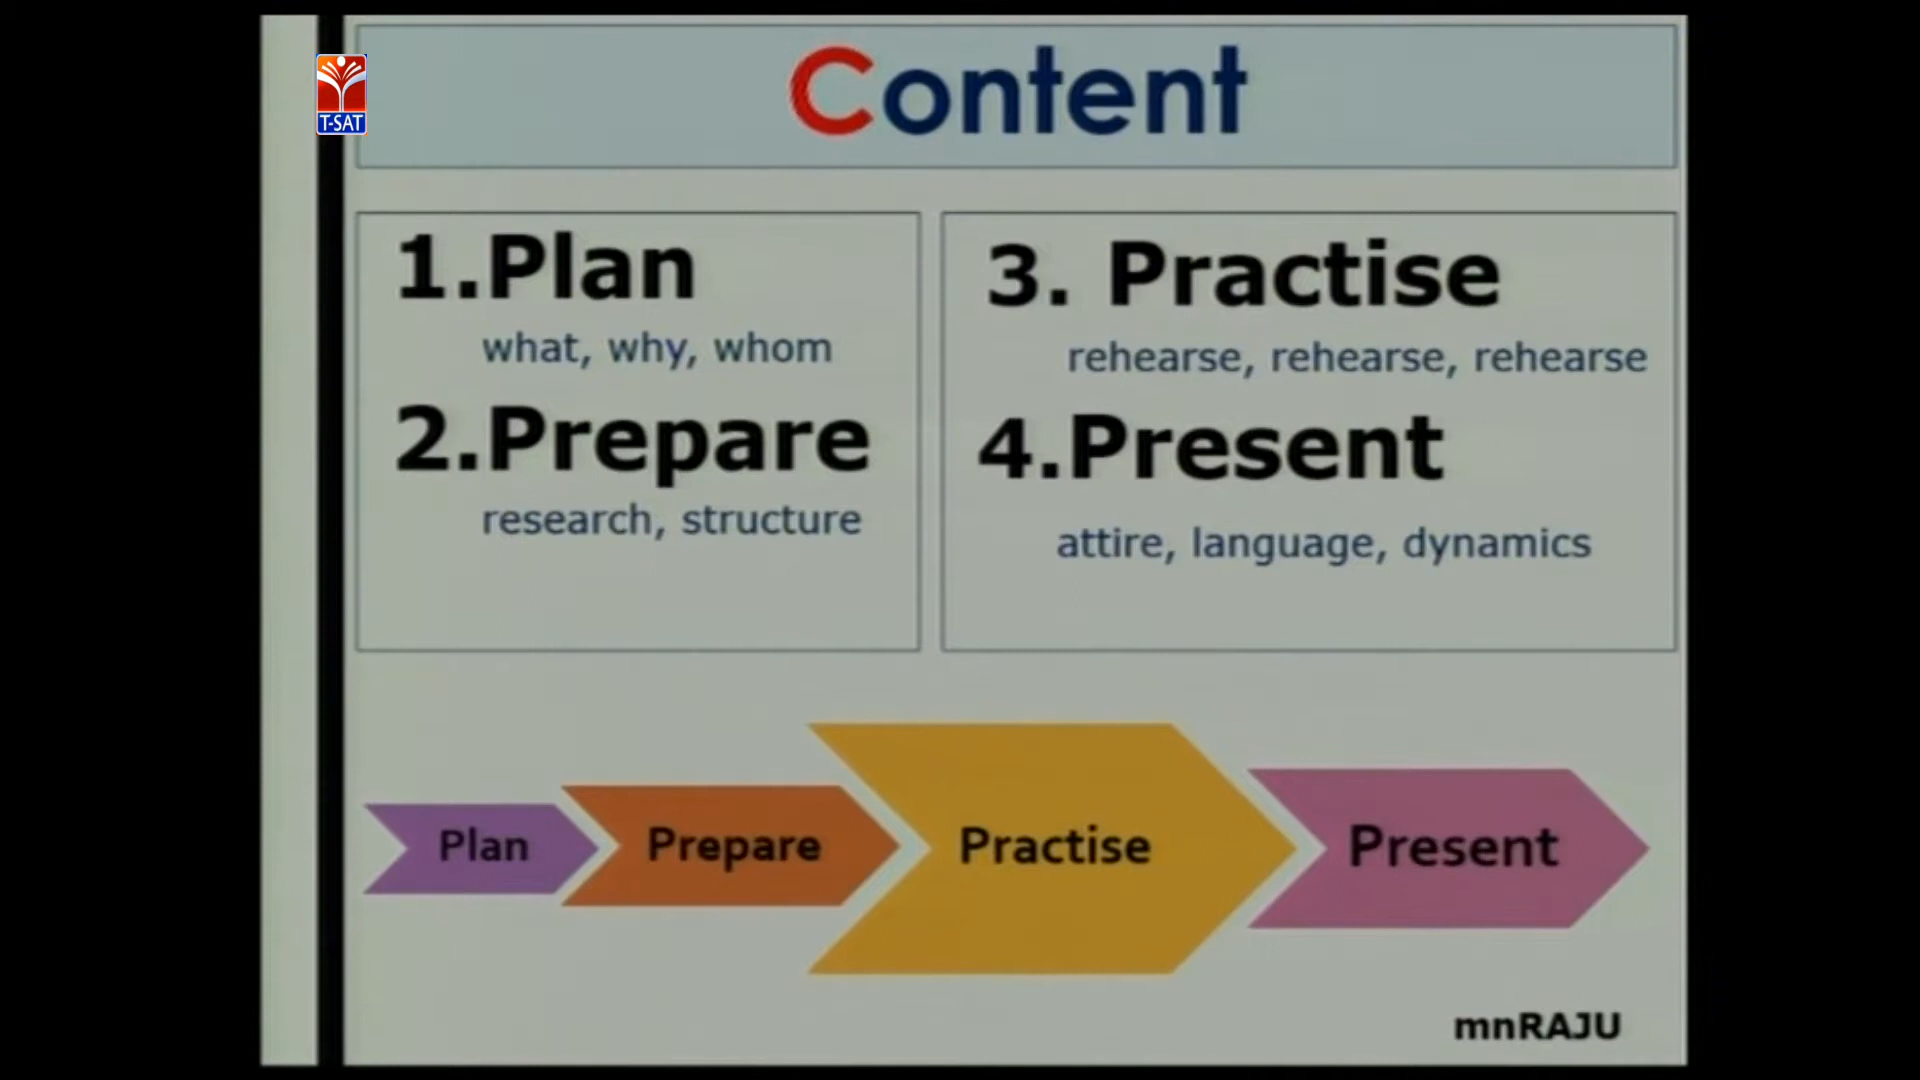 T-SAT
Content
1.Plan
what, why, whom
2.Prepare
research, structure
3. Practise
rehearse, rehearse, rehearse
4.Present
attire, language, dynamics
Plan
Prepare
Practise
Present
mnRAJU